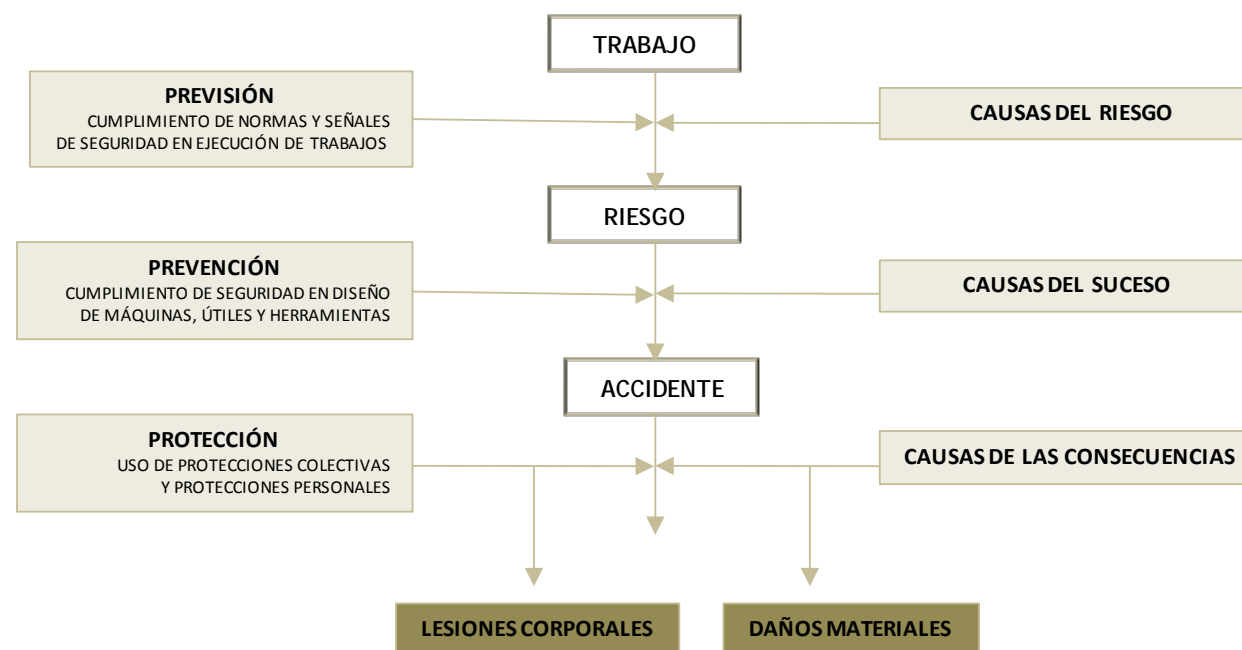 TRABAJO
PREVISIÓN
CUMPLIMIENTO DE NORMAS Y SEÑALES
DE SEGURIDAD EN EJECUCIÓN DE TRABAJOS
CAUSAS DEL RIESGO
RIESGO
PREVENCIÓN
CUMPLIMIENTO DE SEGURIDAD EN DISEÑO
DE MÁQUINAS, ÚTILES Y HERRAMIENTAS
CAUSAS DEL SUCESO
ACCIDENTE
PROTECCIÓN
USO DE PROTECCIONES COLECTIVAS
Y PROTECCIONES PERSONALES
CAUSAS DE LAS CONSECUENCIAS
LESIONES CORPORALES
DAÑOS MATERIALES